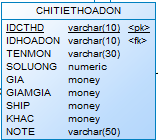 CHITIETHOADON
IDCTHD varchar(10) <pk>
IDHOADON varchar(10) <fk>
TENMON varchar(30)
SOLUONG numeric
GIA money
GIAMGIA money
SHIP money
KHAC money
NOTE varchar(50)